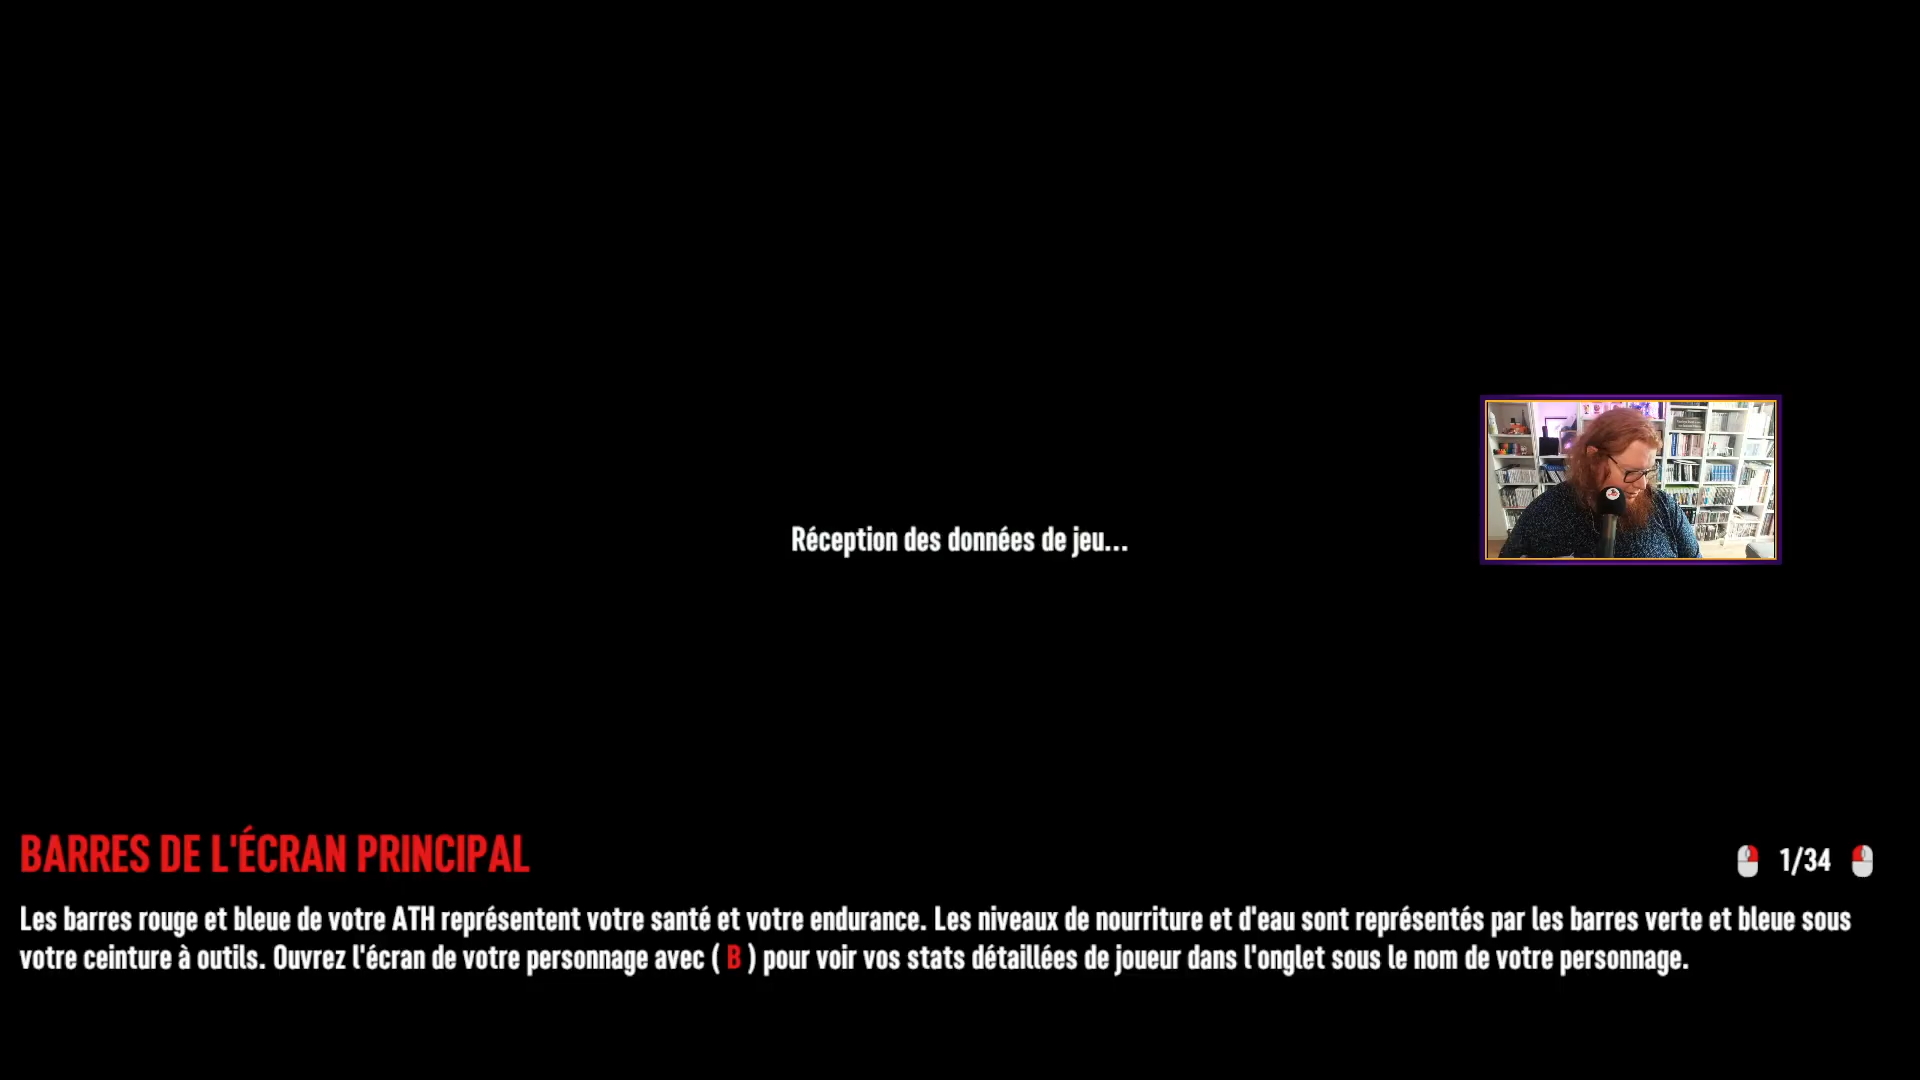 Réception des données de jeu...
BARRES DE L'ÉCRAN PRINCIPAL
1/34
Les barres rouge et bleue de votre ATH représentent votre santé et votre endurance. Les niveaux de nourriture et d'eau sont représentés par les barres verte et bleue sous
votre ceinture à outils. Ouvrez l'écran de votre personnage avec ( B ) pour voir vos stats détaillées de joueur dans l'onglet sous le nom de votre personnage.